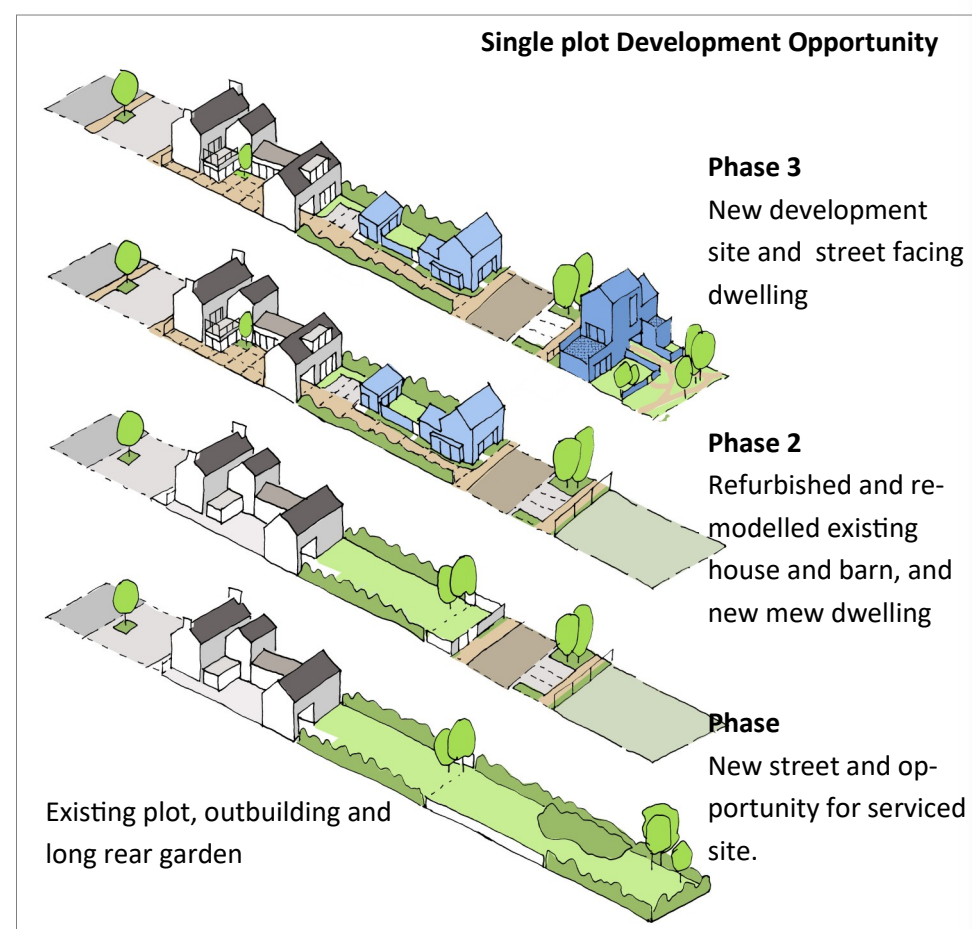 Single plot Development Opportunity
Phase 3
New development
site and  street facing
dwelling
Phase 2
Refurbished and re-
modelled existing
house and barn, and
new mew dwelling
Phase
New street and op-
portunity for serviced
site.
Existing plot, outbuilding and
long rear garden